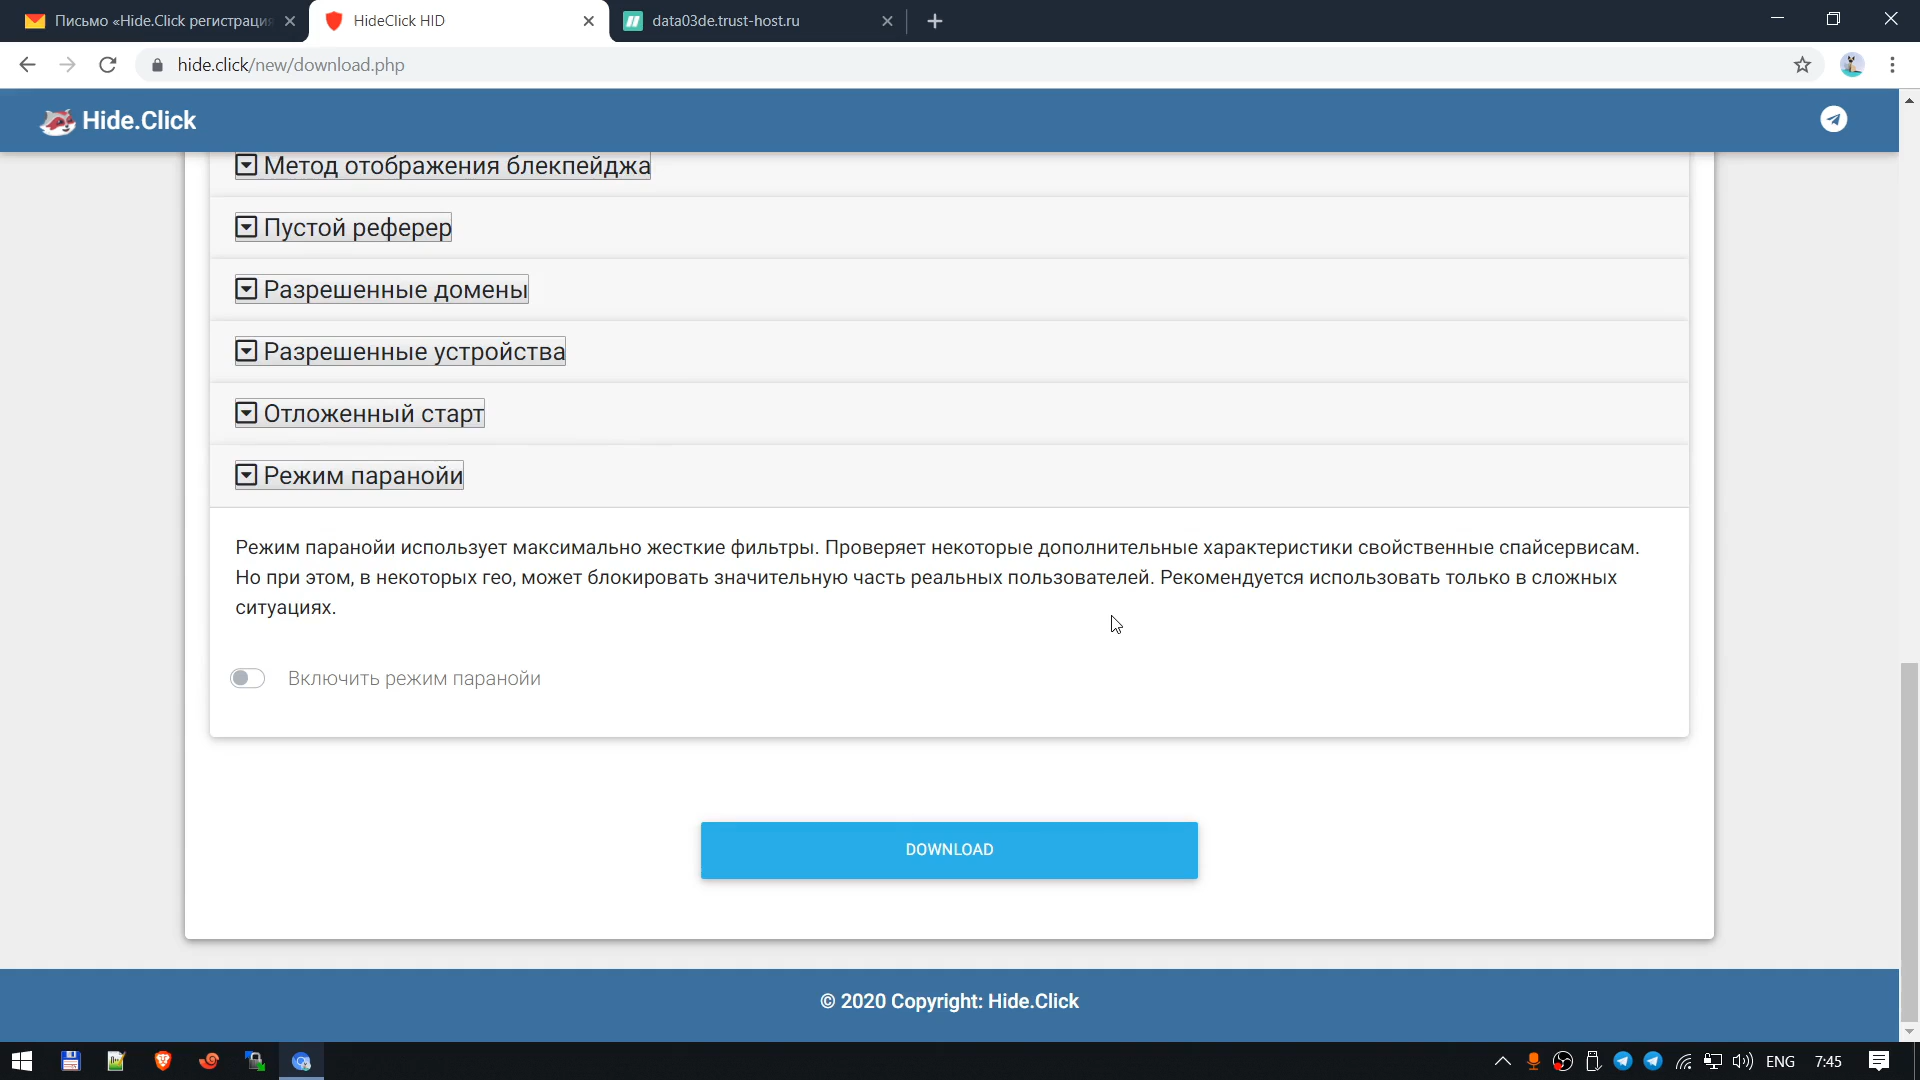 Письмо «Hide.Click регистрация
HideClick HID
data03de.trust-host.ru
hide.click/new/download.php
Hide.Click
Метод отображения блекпейджа
Пустой реферер
Разрешенные домены
Разрешенные устройства
Отложенный старт
Режим паранойи
Режим паранойи использует максимально жесткие фильтры. Проверяет некоторые дополнительные характеристики свойственные спайсервисам.
Но при этом, в некоторых гео, может блокировать значительную часть реальных пользователей. Рекомендуется использовать только в сложных
ситуациях.
Включить режим паранойи
DOWNLOAD
© 2020 Copyright: Hide.Click
ENG
7:45